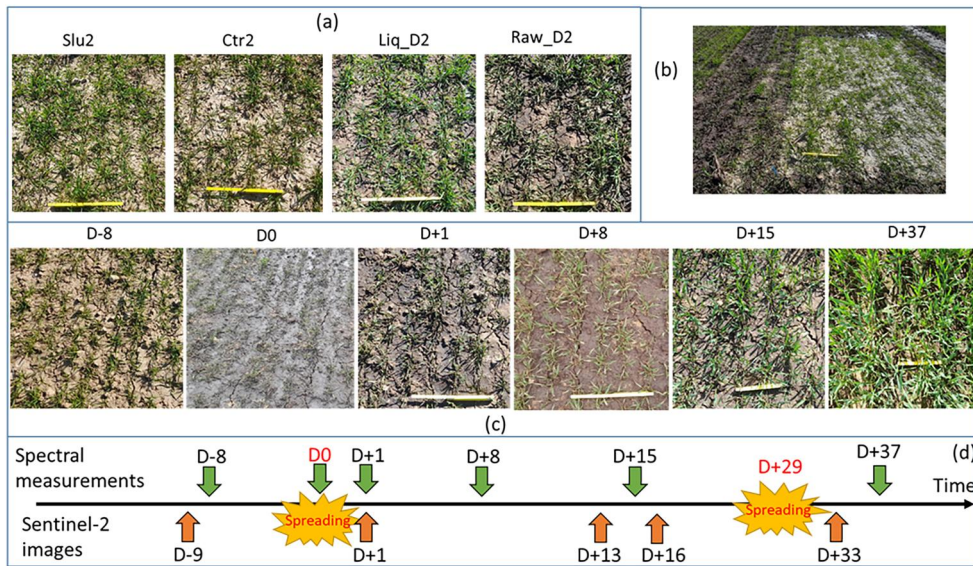 (a)
Slu2 Ctr2 Liq_D2 Raw_D2
(b)
D-8 D0 D+1 D+8 D+15 D+37
(c)
(d)
Spectral
measurements
D-8 D0 D+1 D+8 D+15 D+29 D+37
Time
Spreading Spreading
Sentinel-2
images
D-9 D+1 D+13 D+16 D+33